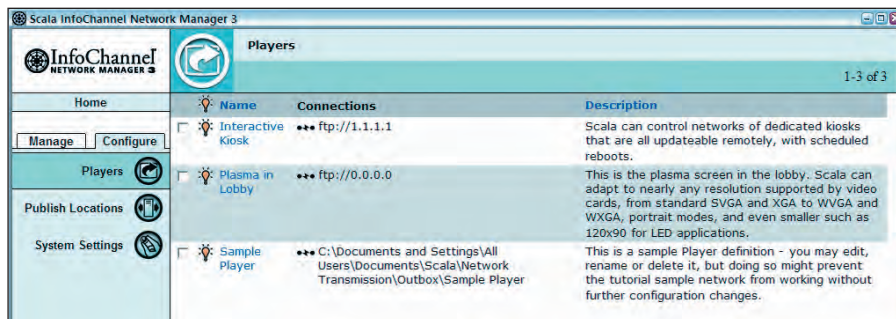 Scala InfoChannel Network Manager 3
InfoChannel
NETWORK MANAGER 3
Players
1-3 of 3
Home
Manage
Configure
Players
Publish Locations
System Settings
Name
Connections
Description
Interactive
Kiosk
ftp://1.1.1.1
Scala can control networks of dedicated kiosks
that are all updateable remotely, with scheduled
reboots.
Plasma in
Lobby
ftp://0.0.0.0
This is the plasma screen in the lobby. Scala can
adapt to nearly any resolution supported by video
cards, from standard SVGA and XGA to WVGA and
WXGA, portrait modes, and even smaller such as
120x90 for LED applications.
Sample
Player
C:\Documents and Settings\All
Users\Documents\Scala\Network
Transmission\Outbox\Sample Player
This is a sample Player definition - you may edit,
rename or delete it, but doing so might prevent
the tutorial sample network from working without
further configuration changes.